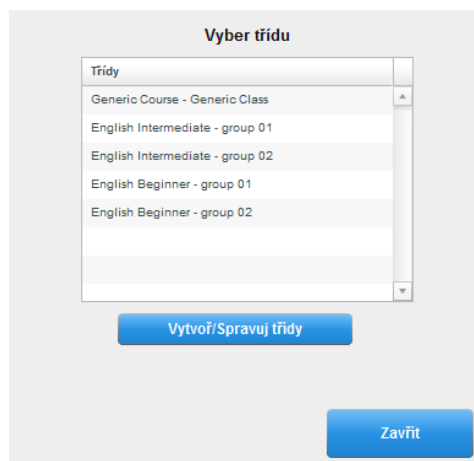 Vyber třídu
Třídy
Generic Course - Generic Class
English Intermediate - group 01
English Intermediate - group 02
English Beginner - group 01
English Beginner - group 02
Vytvoř/Spravuj třídy
Zavřít